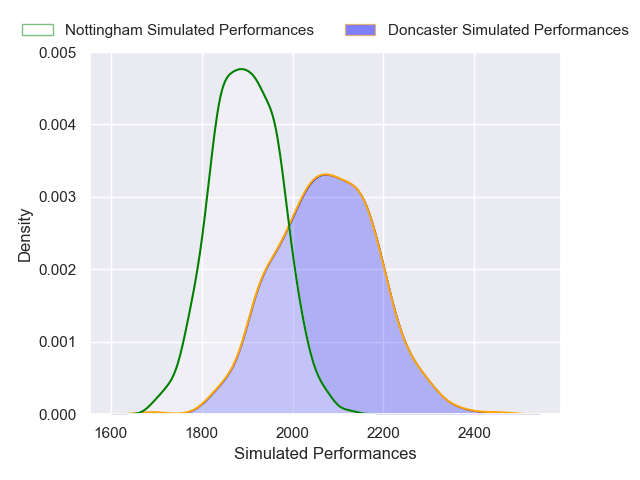 Nottingham Simulated Performances
Doncaster Simulated Performances
0.005
0.004
0.003
0.002
0.001
0.000
Density
1600
1800
2000
2200
2400
Simulated Performances